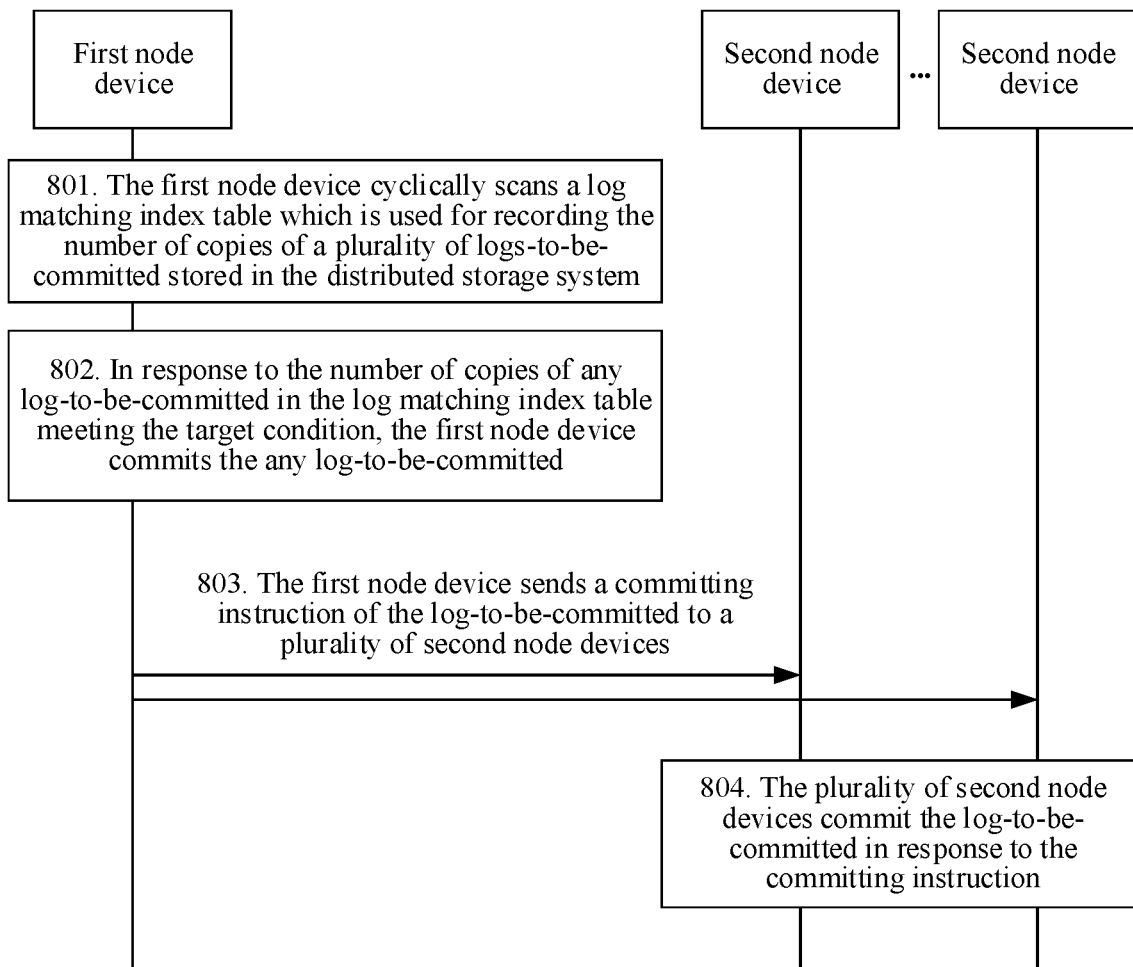 First node
device
Second node
device
...
Second node
device
801. The first node device cyclically scans a log
matching index table which is used for recording the
number of copies of a plurality of logs-to-be-
committed stored in the distributed storage system
802. In response to the number of copies of any
log-to-be-committed in the log matching index table
meeting the target condition, the first node device
commits the any log-to-be-committed
803. The first node device sends a committing
instruction of the log-to-be-committed to a
plurality of second node devices
804. The plurality of second node
devices commit the log-to-be-
committed in response to the
committing instruction